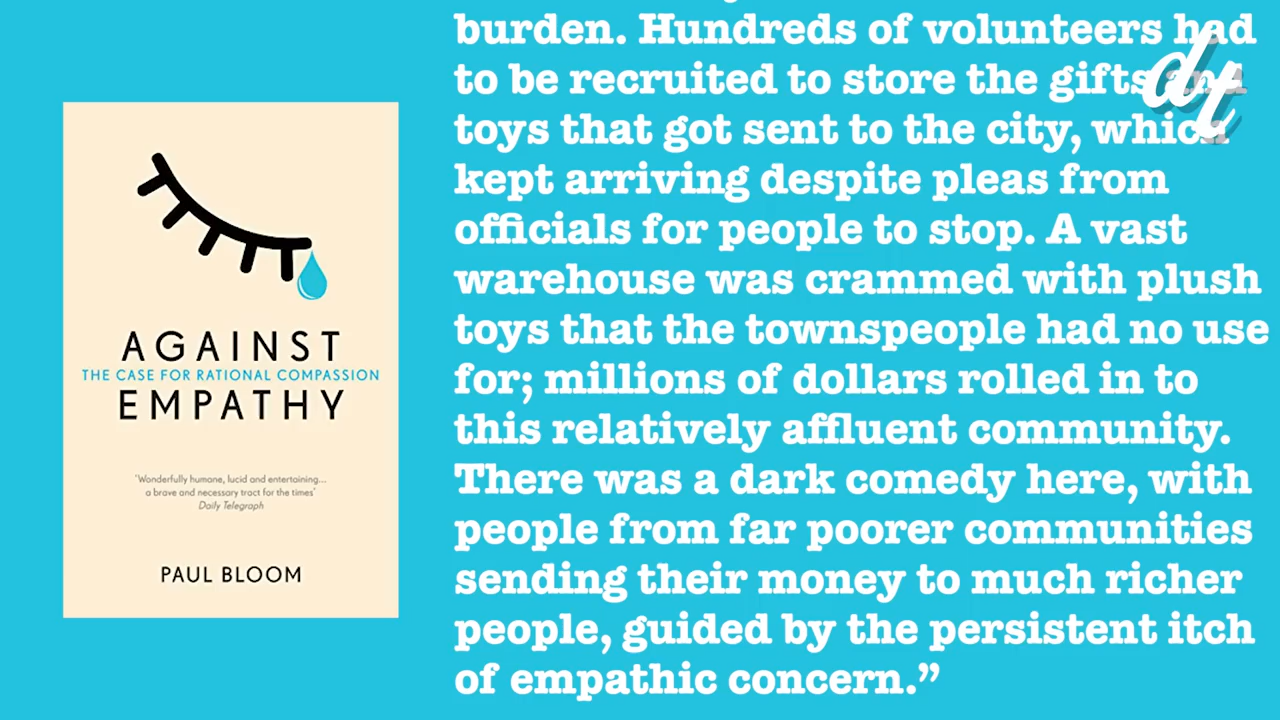 AGAINST
THE CASE FOR RATIONAL COMPASSION
EMPATHY
'Wonderfully humane, lucid and entertaining...
a brave and necessary tract for the times'
Daily Telegraph
PAUL BLOOM
burden. Hundreds of volunteers had
to be recruited to store the gifts and
toys that got sent to the city, which
kept arriving despite pleas from
officials for people to stop. A vast
warehouse was crammed with plush
toys that the townspeople had no use
for; millions of dollars rolled in to
this relatively affluent community.
There was a dark comedy here, with
people from far poorer communities
sending their money to much richer
people, guided by the persistent itch
of empathic concern.”
dt